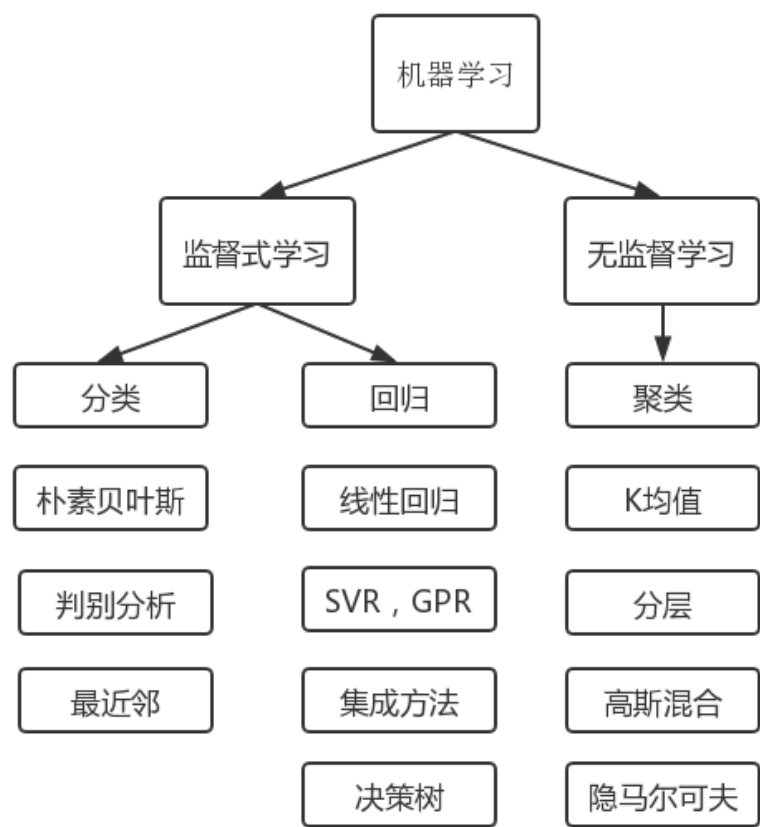 机器学习
监督式学习
无监督学习
分类
回归
聚类
朴素贝叶斯
线性回归
K均值
判别分析
SVR，GPR
分层
最近邻
集成方法
高斯混合
决策树
隐马尔可夫